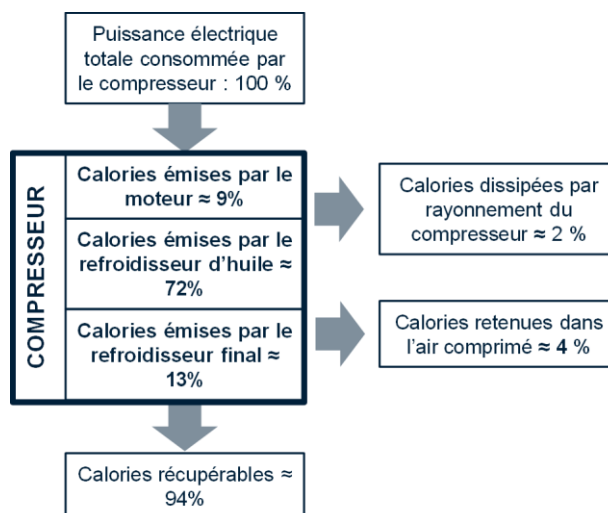 Puissance électrique
totale consommée par
le compresseur : 100 %
COMPRESSEUR
Calories émises par le
moteur ≈ 9%
Calories émises par le
refroidisseur d'huile ≈
72%
Calories émises par le
refroidisseur final ≈
13%
Calories dissipées par
rayonnement du
compresseur ≈ 2 %
Calories retenues dans
l'air comprimé ≈ 4 %
Calories récupérables ≈
94%